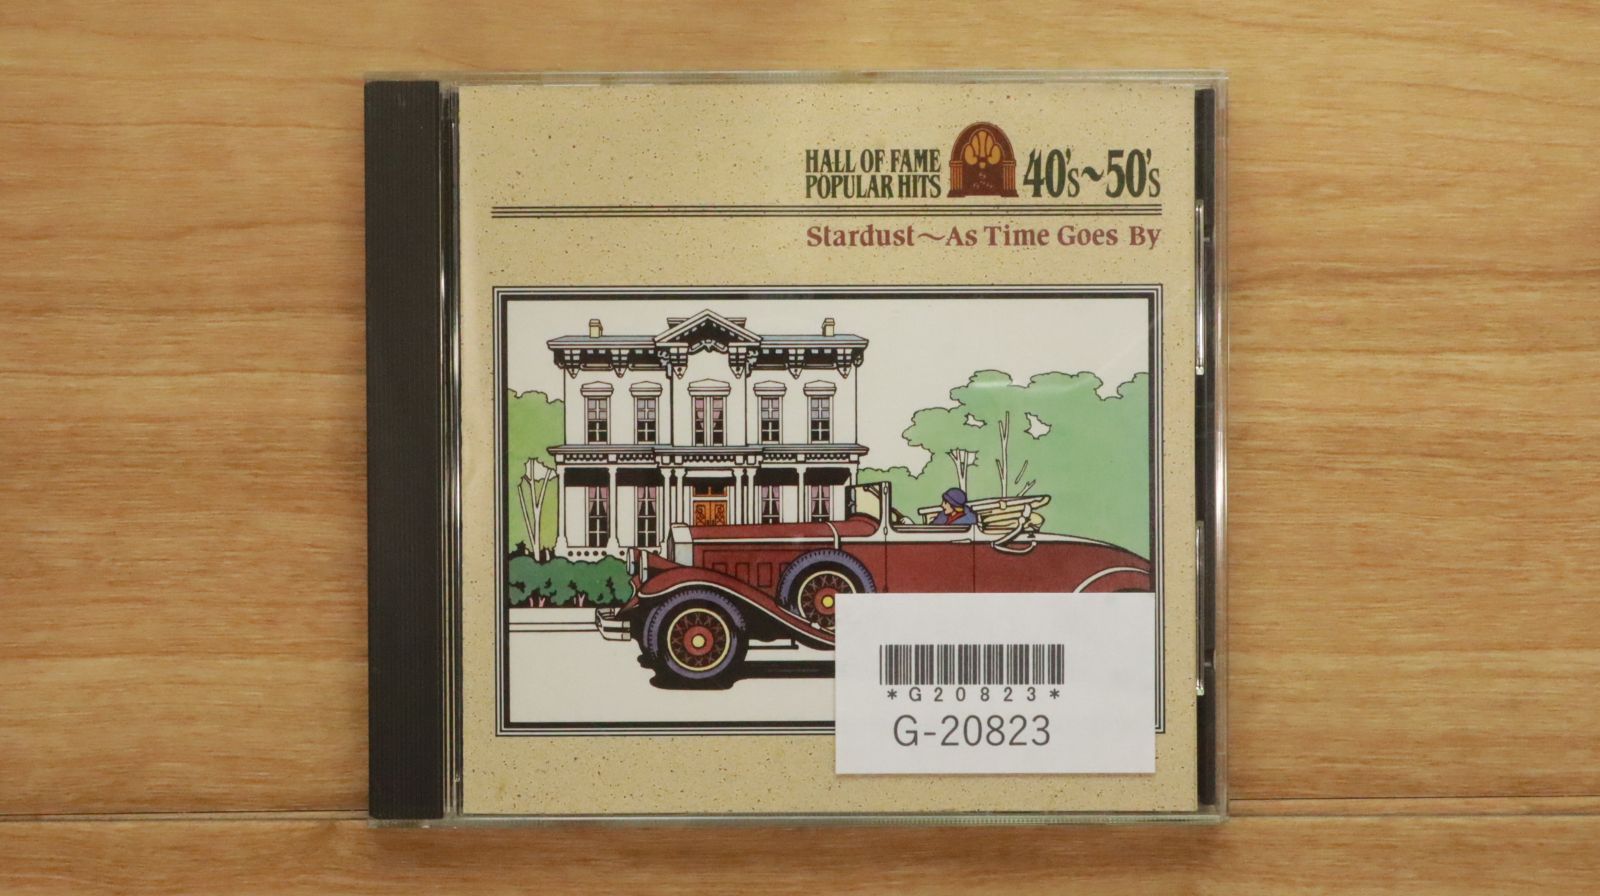 HALL OF FAME
POPULAR HITS
40's~50's
Stardust~As Time Goes By
*G20823*
G-20823